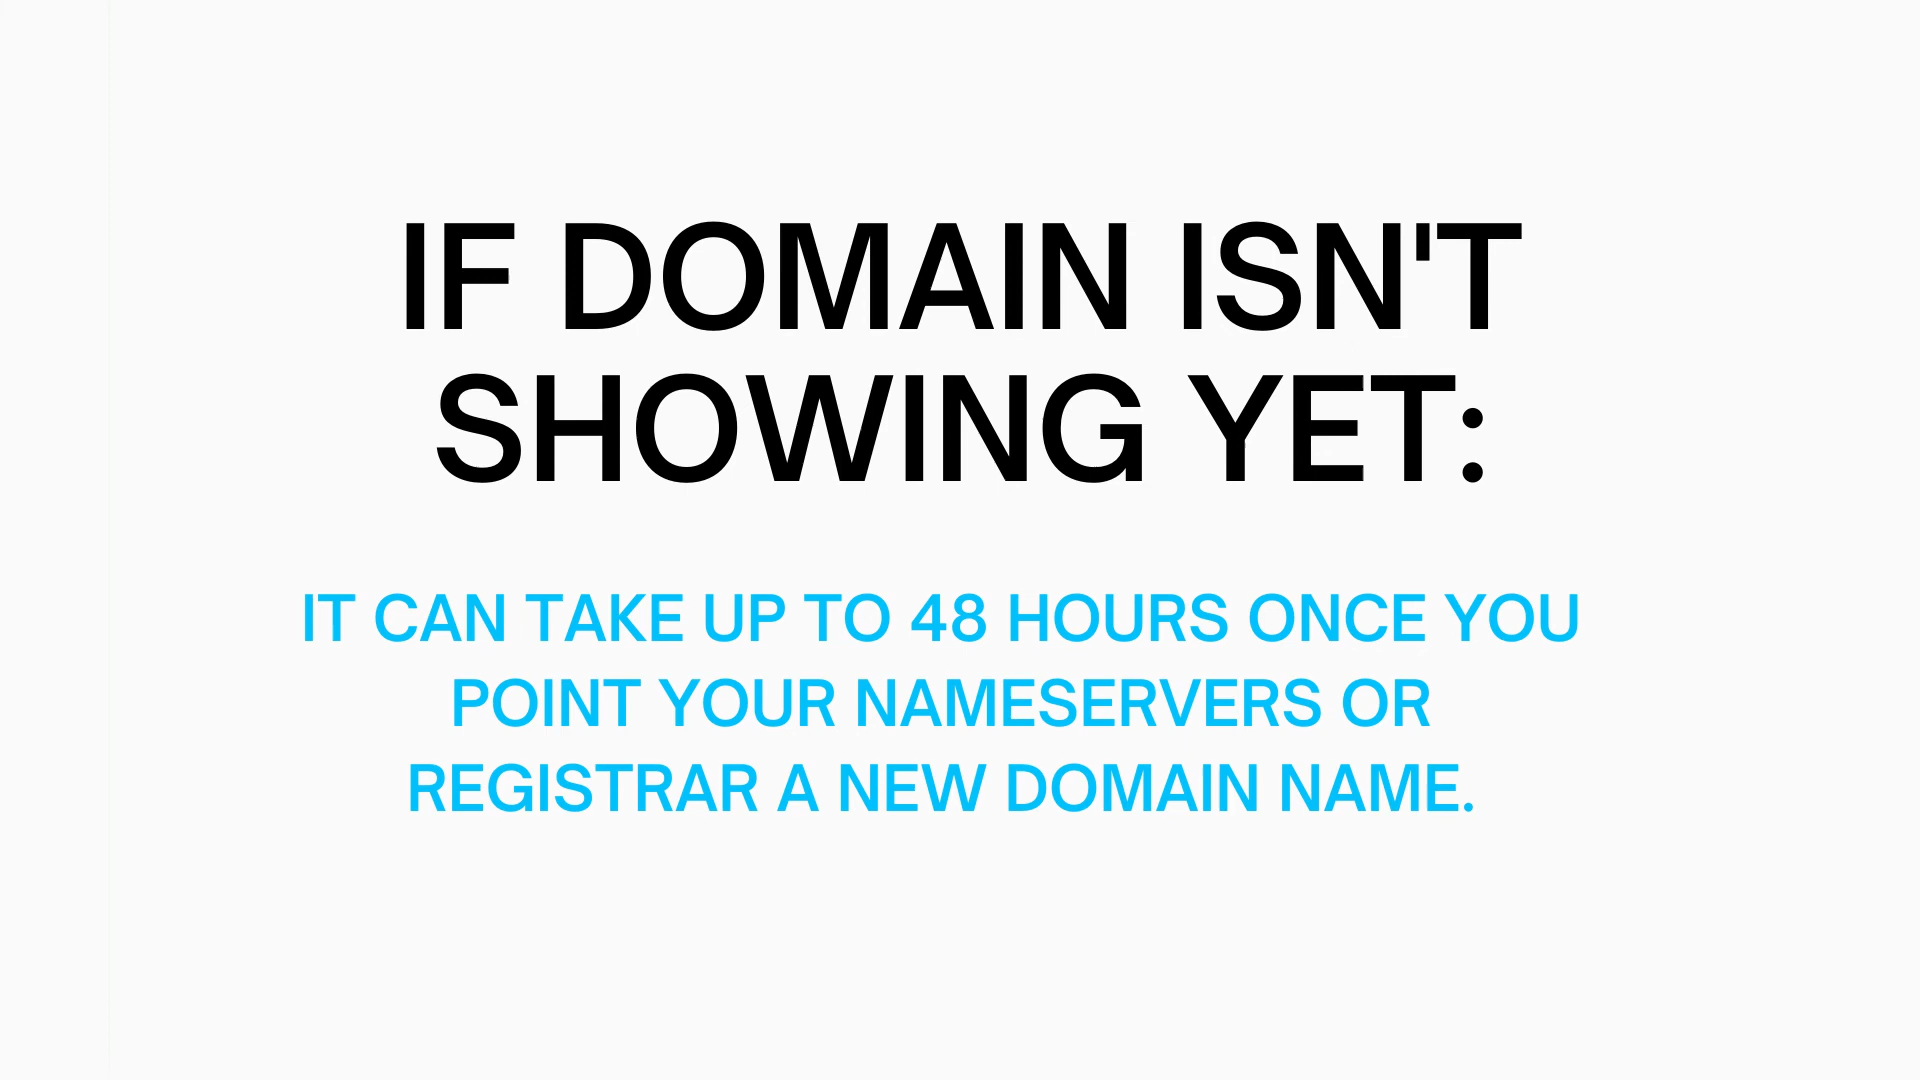 IF DOMAIN ISN'T
SHOWING YET:
IT CAN TAKE UP TO 48 HOURS ONCE YOU
POINT YOUR NAMESERVERS OR
REGISTRAR A NEW DOMAIN NAME.